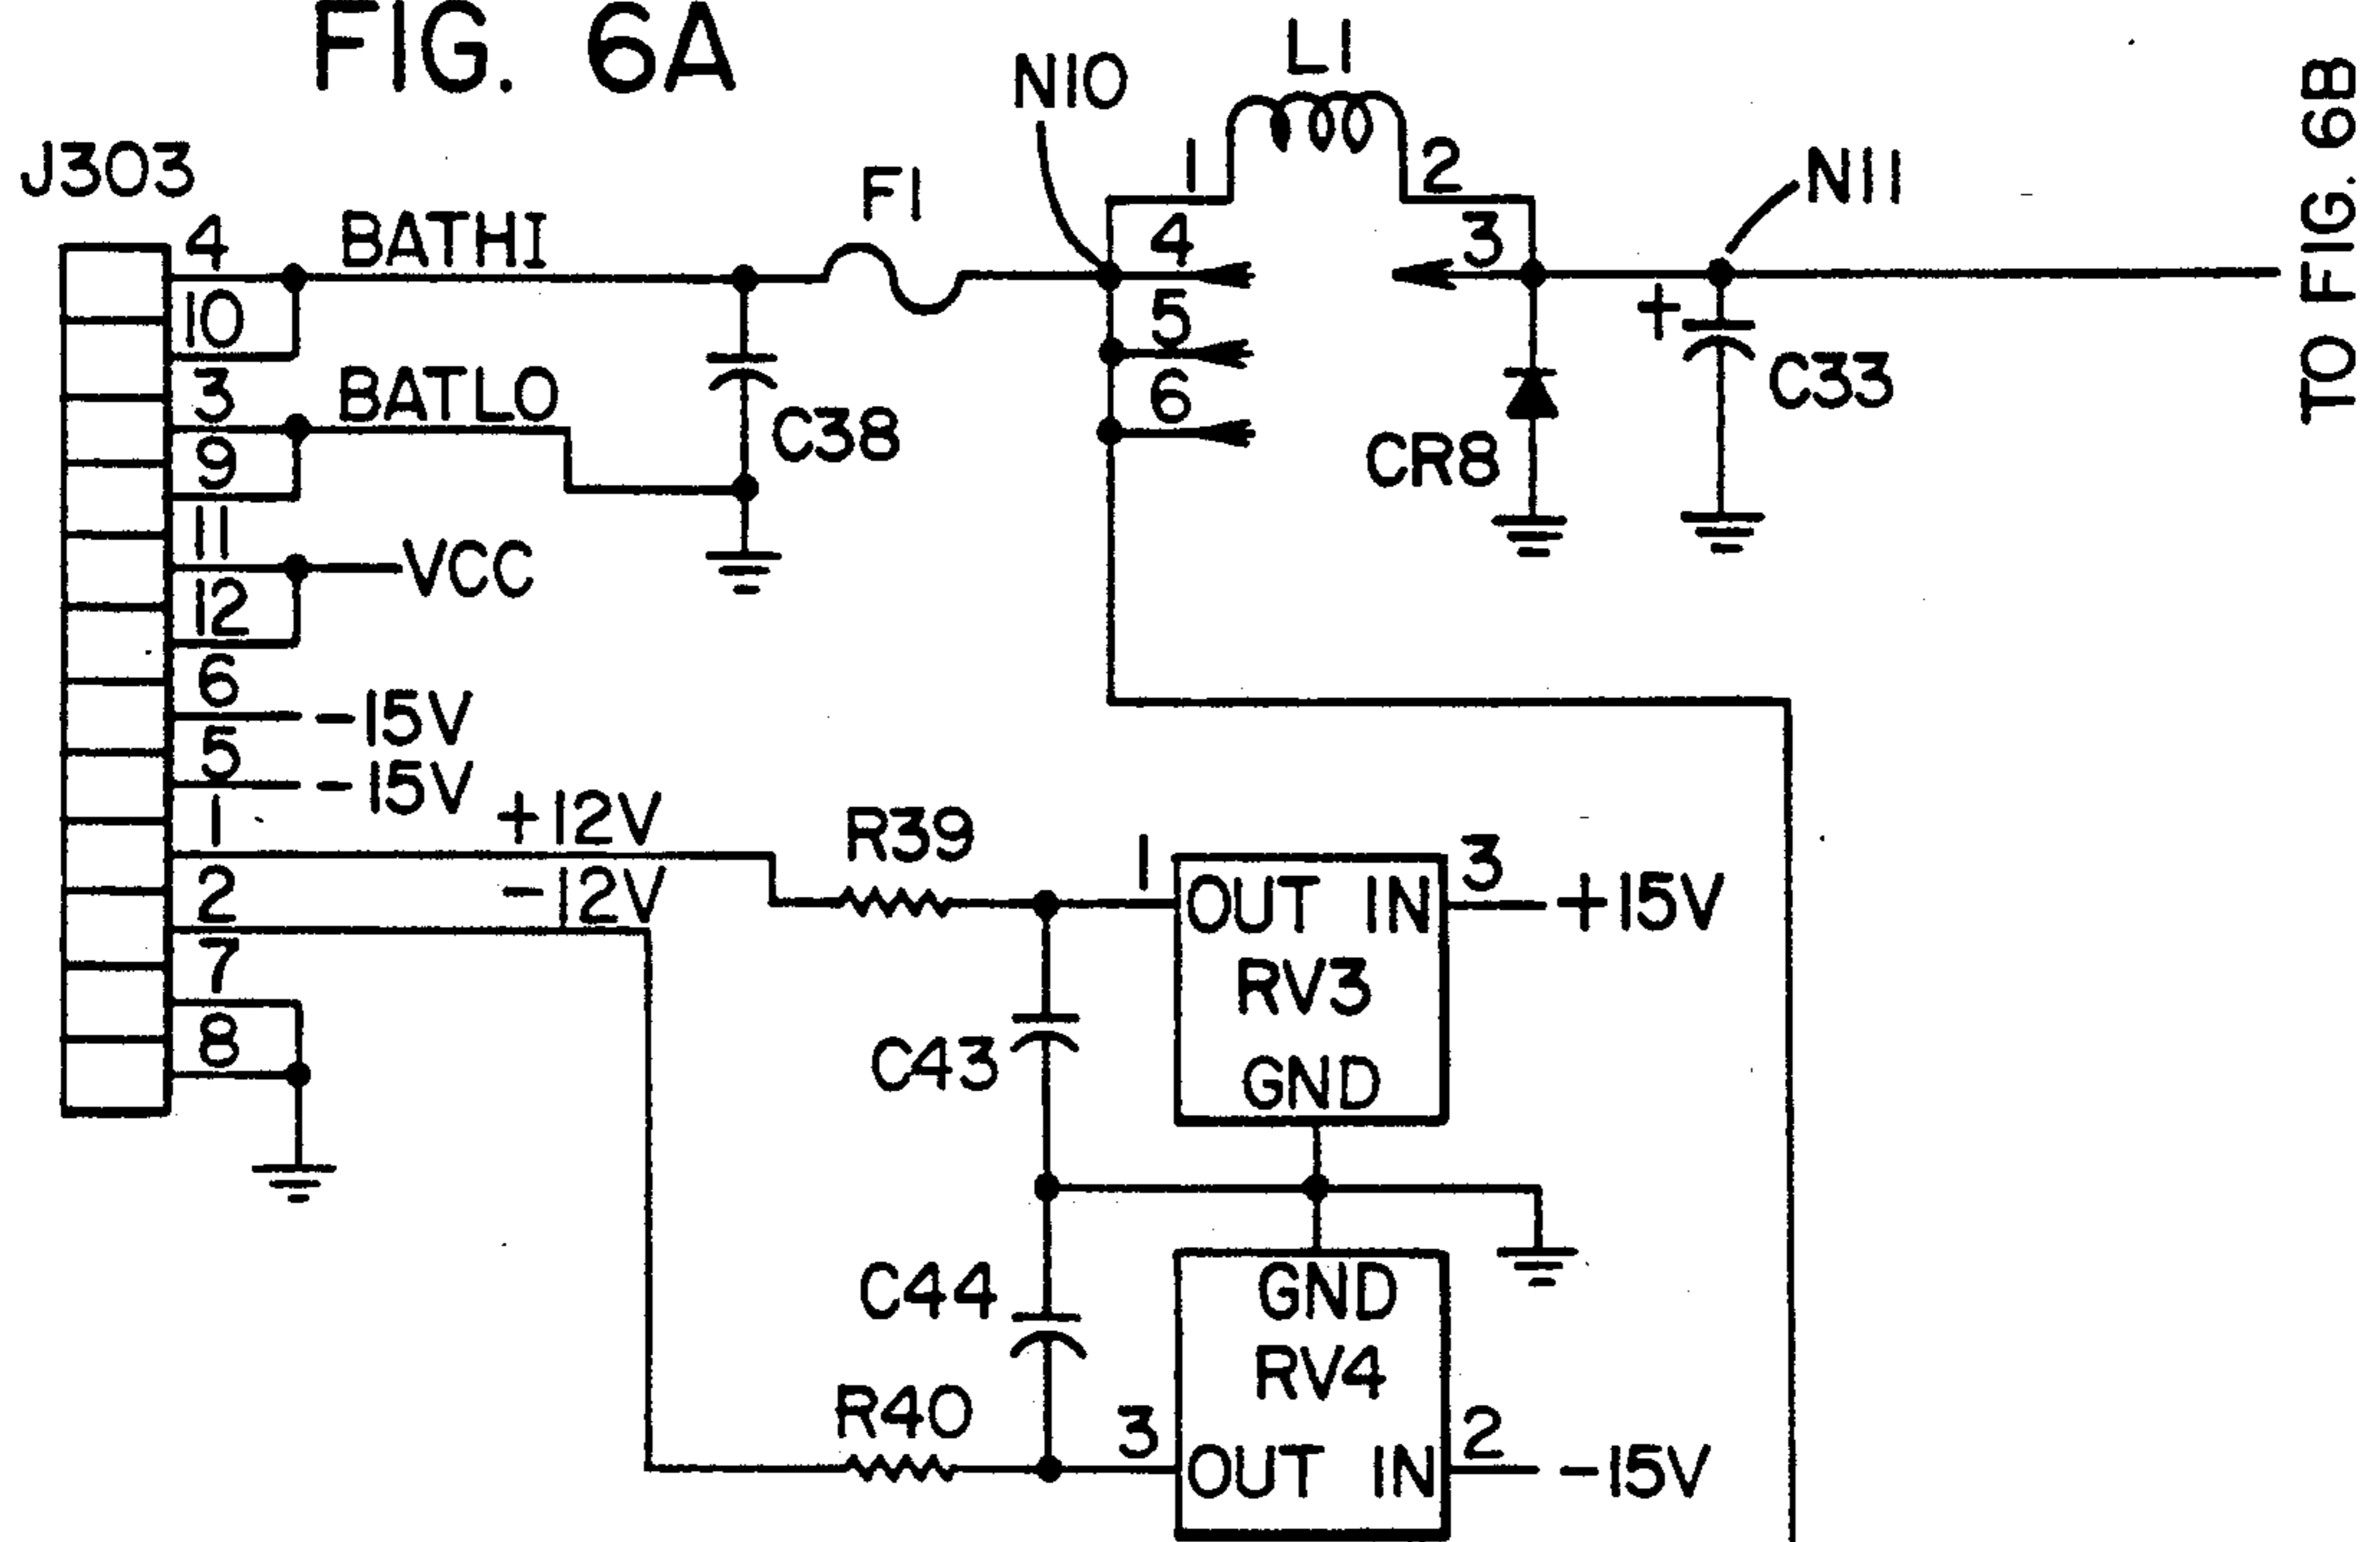 FIG. 6A
J303
4
BATHI
10
3
BATLO
9
11
VCC
12
6
-15V
5
-15V
1
+12V
2
-12V
7
8
C38
F1
N10
L1
1
2
4
3
5
6
N11
+
C33
CR8
TO FIG. 6B
R39
1
OUT IN
3
+15V
RV3
GND
C43
C44
GND
RV4
R40
3
OUT IN
2
-15V